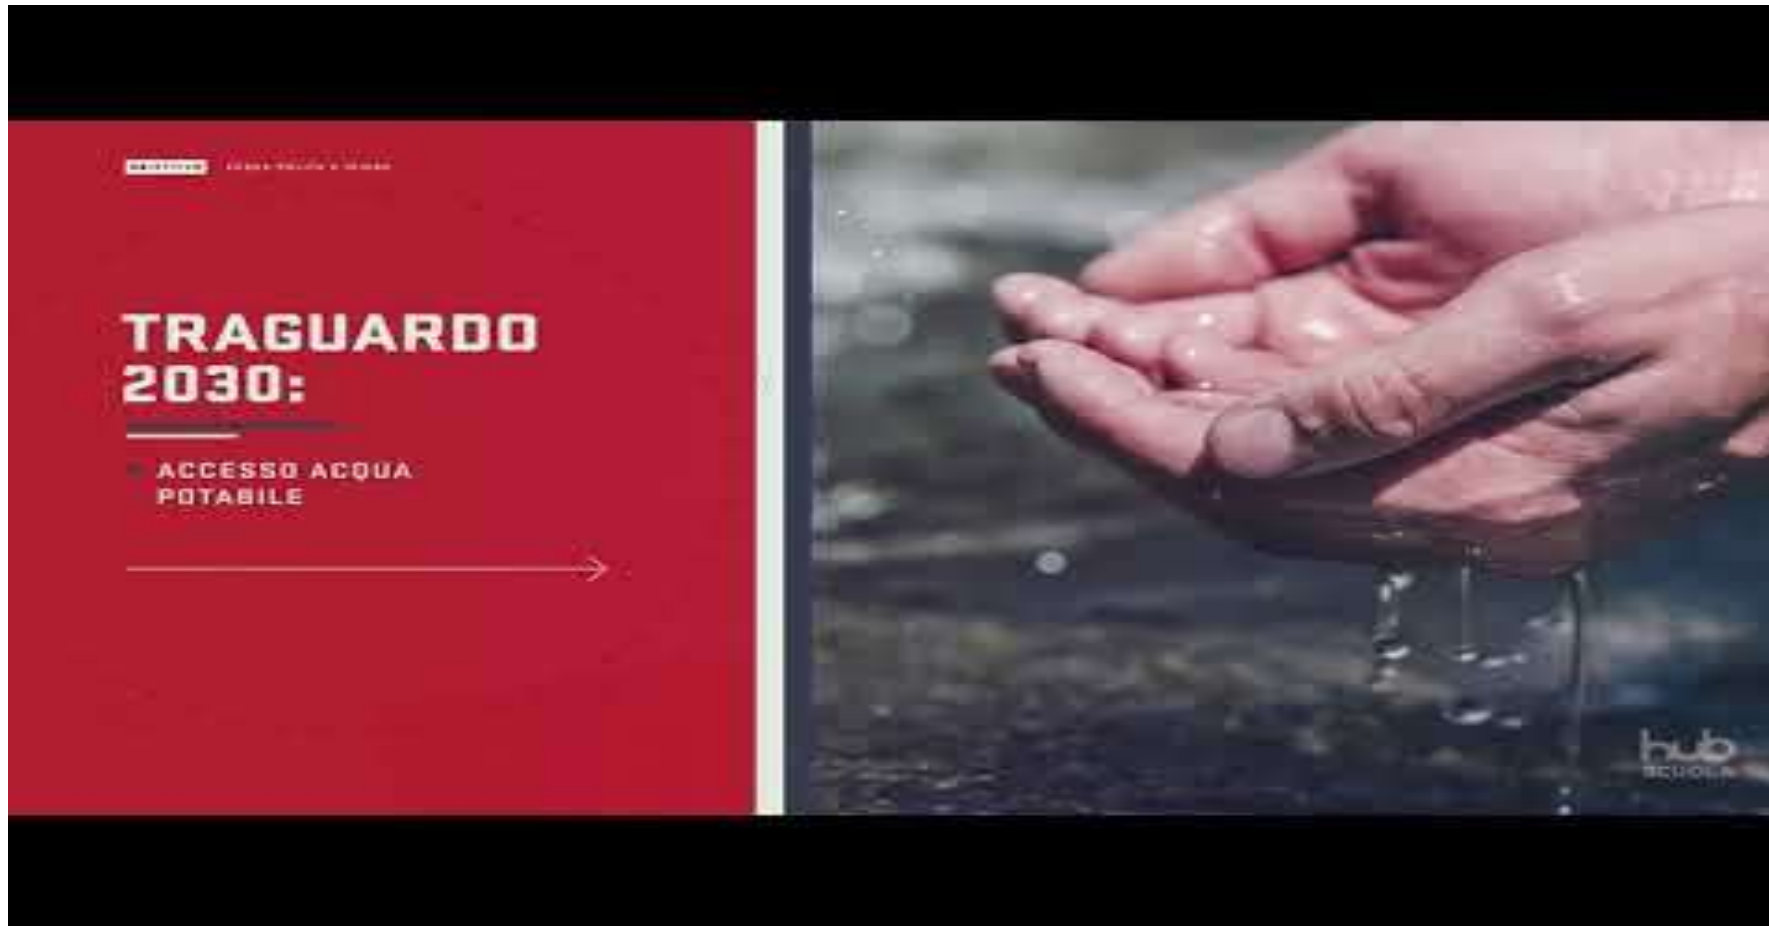 TRAGUARDO
2030:
ACCESSO ACQUA
POTABILE
hub
SCUOLA